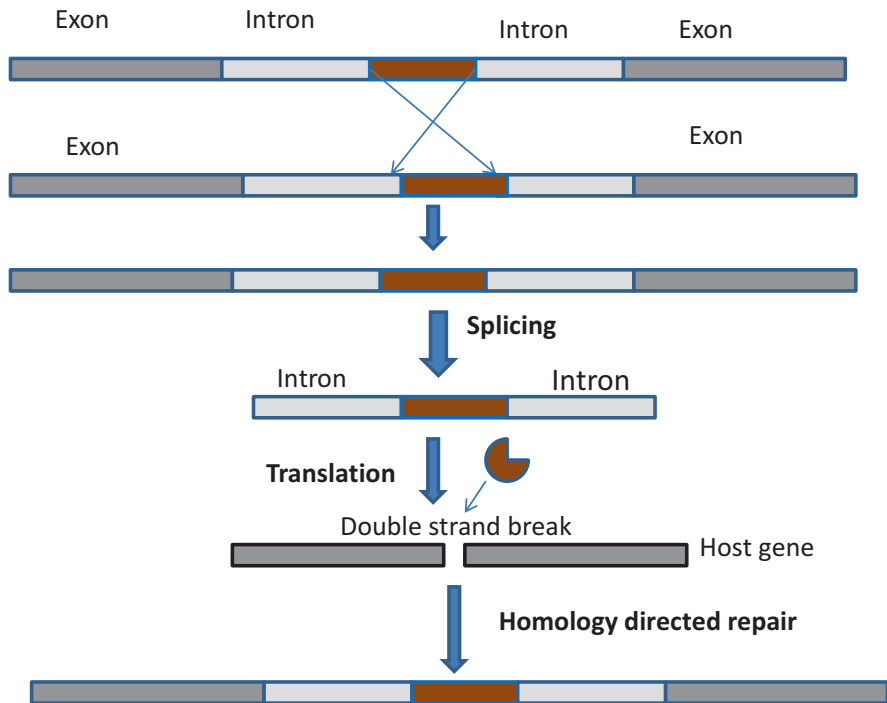 Exon Intron Intron Exon
Exon Exon
Splicing
Intron Intron
Translation
Double strand break
Host gene
Homology directed repair